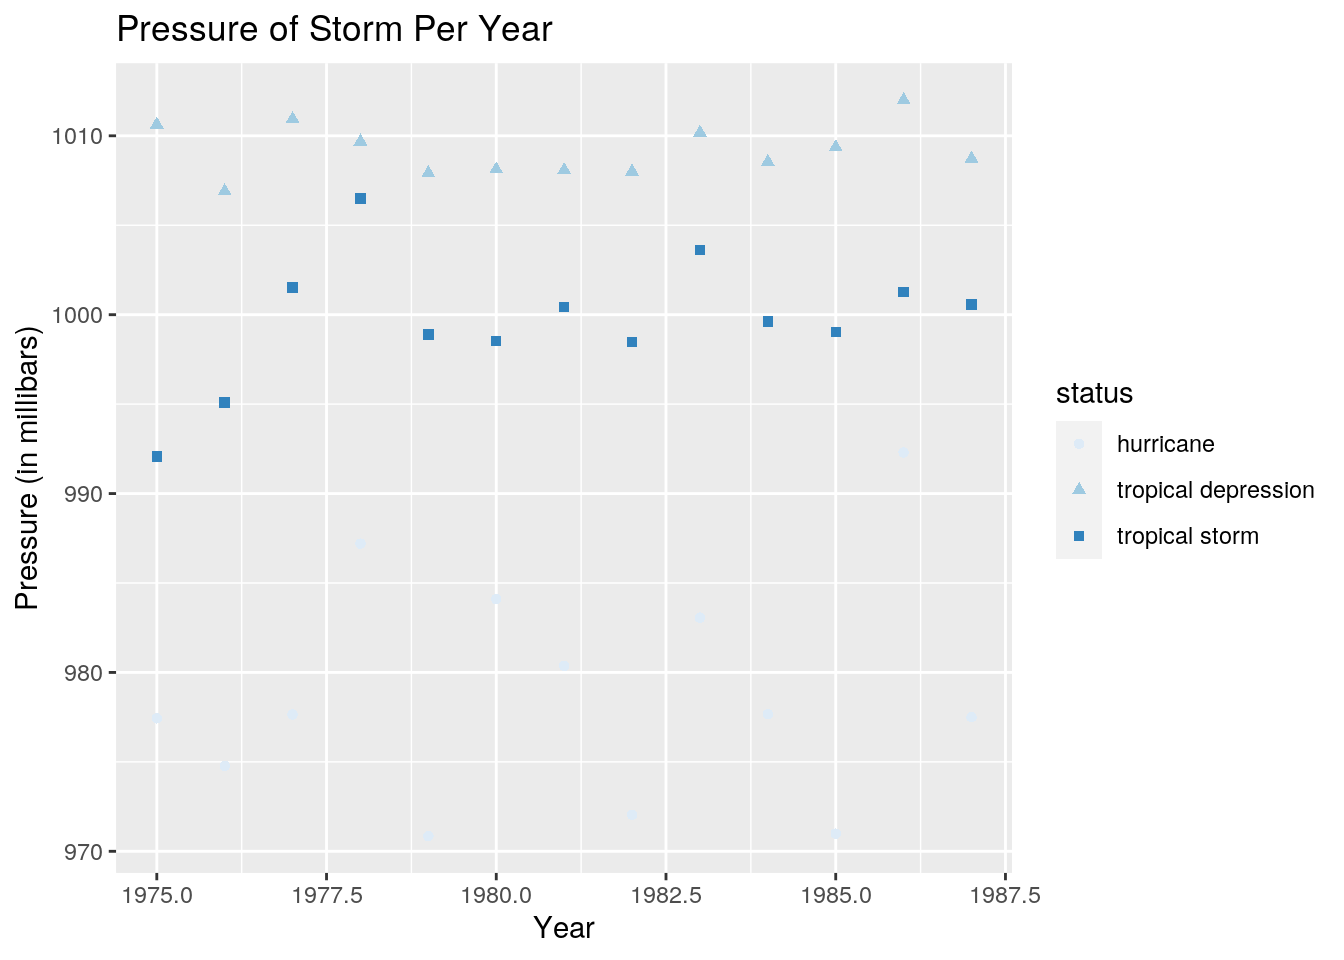 Pressure of Storm Per Year
1010
1000
990
980
970
Pressure (in millibars)
1975.0 1977.5 1980.0 1982.5 1985.0 1987.5
Year
status
hurricane
tropical depression
tropical storm